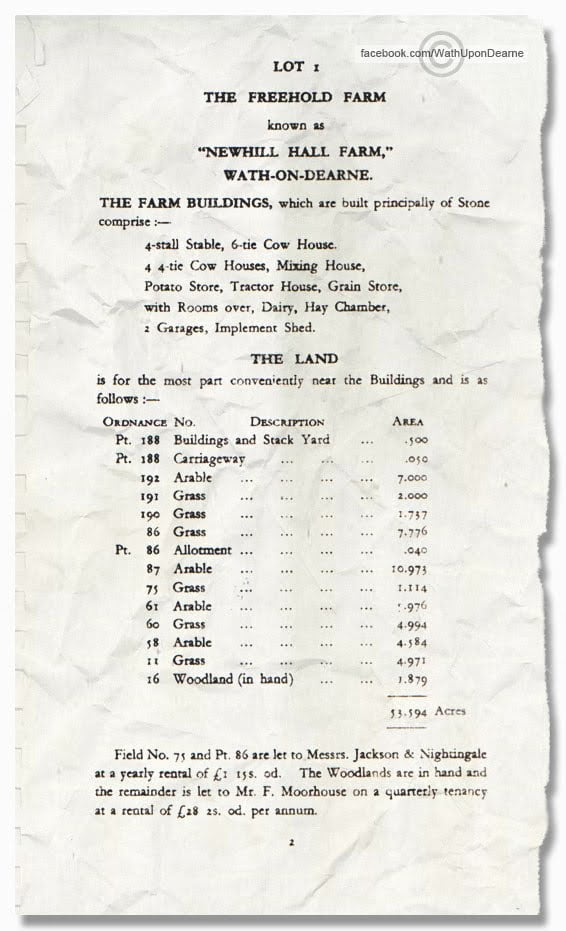 facebook.com/WathUponDearne
©
LOT 1
THE FREEHOLD FARM
known as
“NEWHILL HALL FARM,”
WATH-ON-DEARNE.
THE FARM BUILDINGS, which are built principally of Stone
comprise :—
4-stall Stable, 6-tie Cow House.
4 4-tie Cow Houses, Mixing House,
Potato Store, Tractor House, Grain Store,
with Rooms over, Dairy, Hay Chamber,
2 Garages, Implement Shed.
THE LAND
is for the most part conveniently near the Buildings and is as
follows :—
ORDNANCE NO. DESCRIPTION AREA
Pt. 188 Buildings and Stack Yard ... .500
Pt. 188 Carriageway ... ... ... .050
192 Arable ... ... ... ... 7.000
191 Grass ... ... ... ... 2.000
190 Grass ... ... ... ... 1.737
86 Grass ... ... ... ... 7.776
Pt. 86 Allotment ... ... ... ... .040
87 Arable ... ... ... ... 10.973
75 Grass ... ... ... ... 1.114
61 Arable ... ... ... ... 5.976
60 Grass ... ... ... ... 4.994
58 Arable ... ... ... ... 4.584
11 Grass ... ... ... ... 4.971
16 Woodland (in hand) ... ... 1.879
53.594 Acres
Field No. 75 and Pt. 86 are let to Messrs. Jackson & Nightingale
at a yearly rental of £1 15s. 0d. The Woodlands are in hand and
the remainder is let to Mr. F. Moorhouse on a quarterly tenancy
at a rental of £28 2s. 0d. per annum.
2